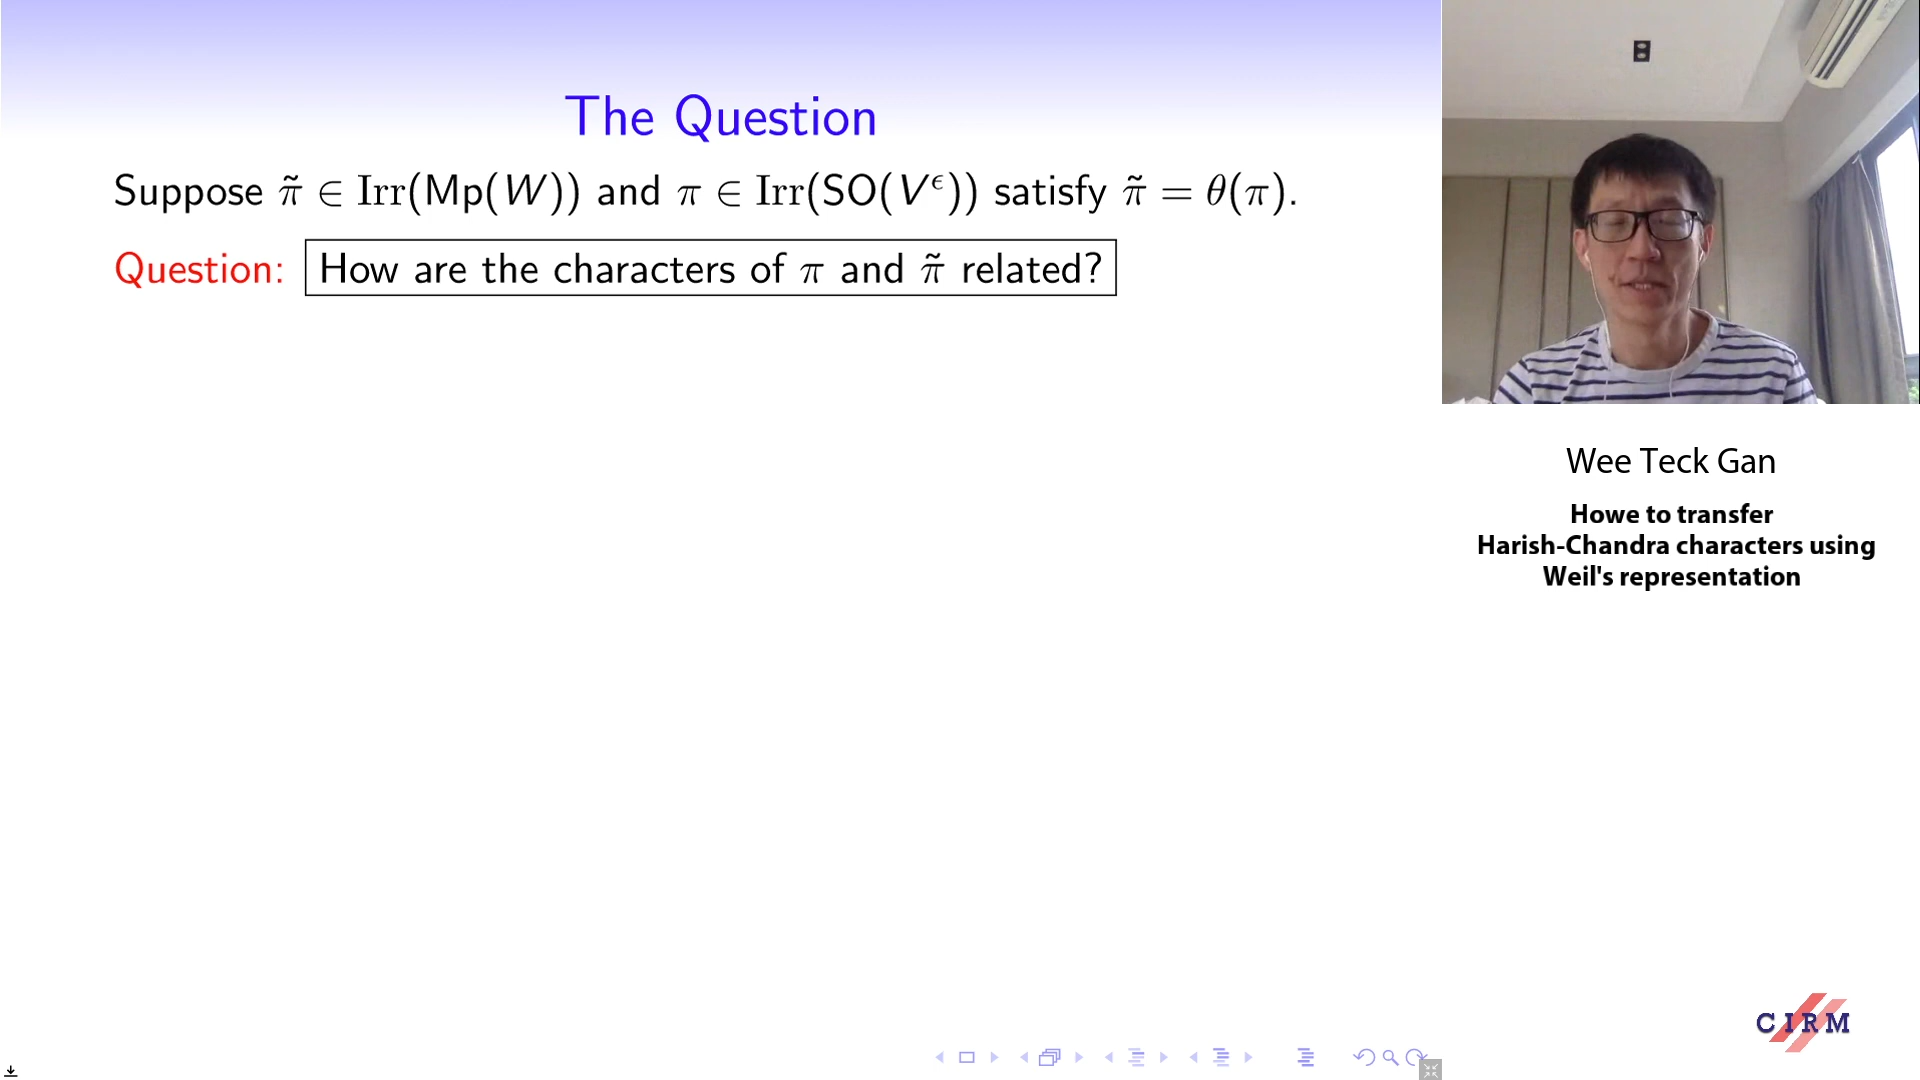 The Question
Suppose π̃ ∈ Irr(Mp(W)) and π ∈ Irr(SO(V^ϵ)) satisfy π̃ = θ(π).
Question: How are the characters of π and π̃ related?
Wee Teck Gan
Howe to transfer
Harish-Chandra characters using
Weil's representation
CIRM